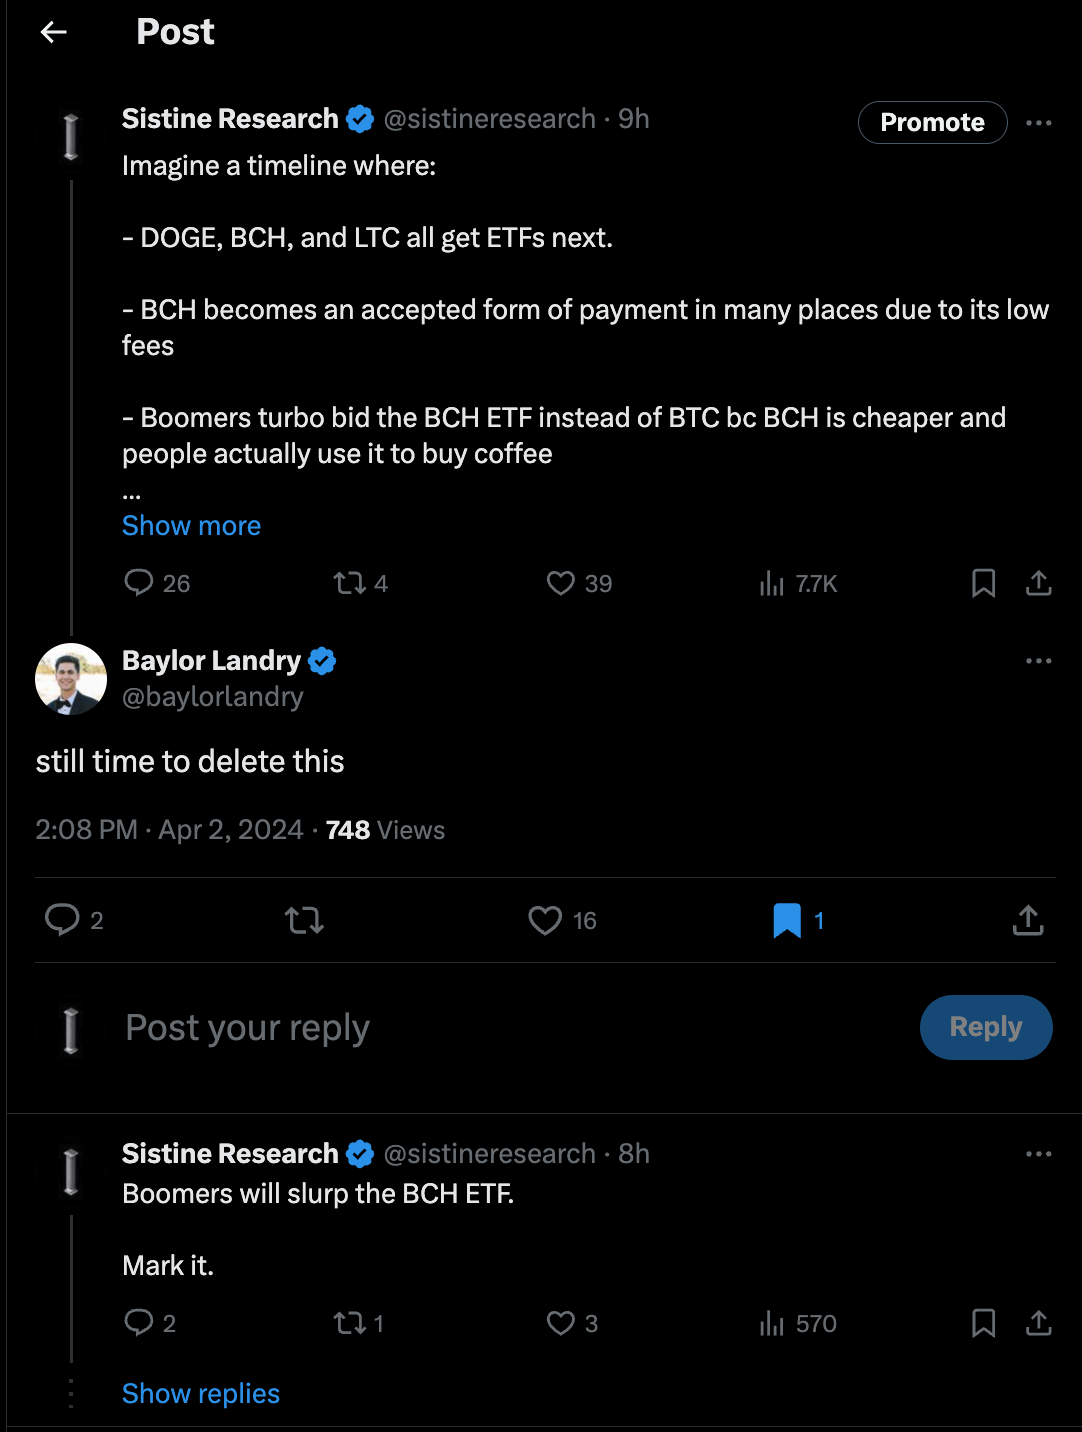 Post
Sistine Research @sistineresearch · 9h
Promote
Imagine a timeline where:
- DOGE, BCH, and LTC all get ETFs next.
- BCH becomes an accepted form of payment in many places due to its low
fees
- Boomers turbo bid the BCH ETF instead of BTC bc BCH is cheaper and
people actually use it to buy coffee
...
Show more
26 4 39 7.7K
Baylor Landry
@baylorlandry
still time to delete this
2:08 PM · Apr 2, 2024 · 748 Views
2 16 1
Post your reply
Reply
Sistine Research @sistineresearch · 8h
Boomers will slurp the BCH ETF.
Mark it.
2 1 3 570
Show replies